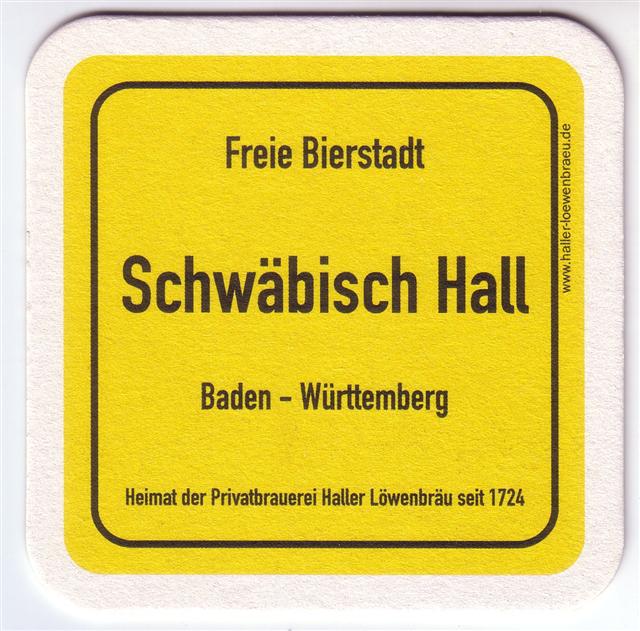 Freie Bierstadt
Schwäbisch Hall
Baden - Württemberg
Heimat der Privatbrauerei Haller Löwenbräu seit 1724
www.haller-loewenbraeu.de